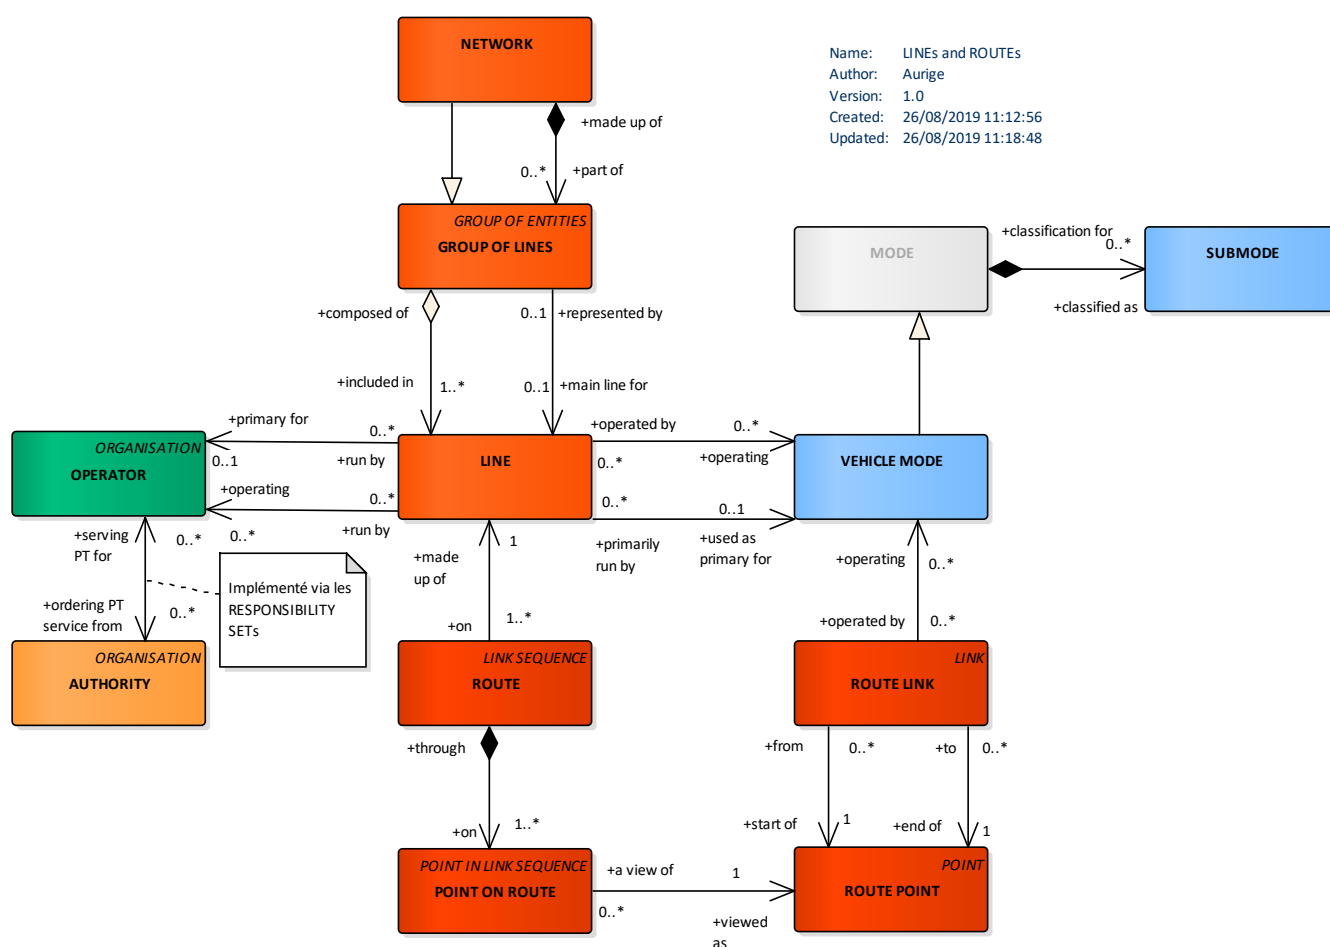 NETWORK
Name: LINEs and ROUTEs
Author: Aurige
Version: 1.0
Created: 26/08/2019 11:12:56
Updated: 26/08/2019 11:18:48
+made up of
0..*
+part of
GROUP OF ENTITIES
GROUP OF LINES
MODE
+classification for
0..*
SUBMODE
+classified as
+composed of
0..1
+represented by
+included in
1..*
0..1
+main line for
+primary for
0..*
+operated by
0..*
ORGANISATION
OPERATOR
0..1
+run by
LINE
0..*
+operating
VEHICLE MODE
+operating
0..*
0..*
0..1
0..*
0..*
+run by
+primarily
run by
+used as
primary for
+serving
PT for
+made
up of
1
+operating
0..*
Implémenté via les
RESPONSIBILITY
SETs
+ordering PT
service from
0..*
+on
1..*
+operated by
0..*
ORGANISATION
AUTHORITY
LINK SEQUENCE
ROUTE
LINK
ROUTE LINK
+through
+from
0..*
+to
0..*
+on
1..*
+start of
1
+end of
1
POINT IN LINK SEQUENCE
POINT ON ROUTE
+a view of
1
0..*
+viewed
as
POINT
ROUTE POINT